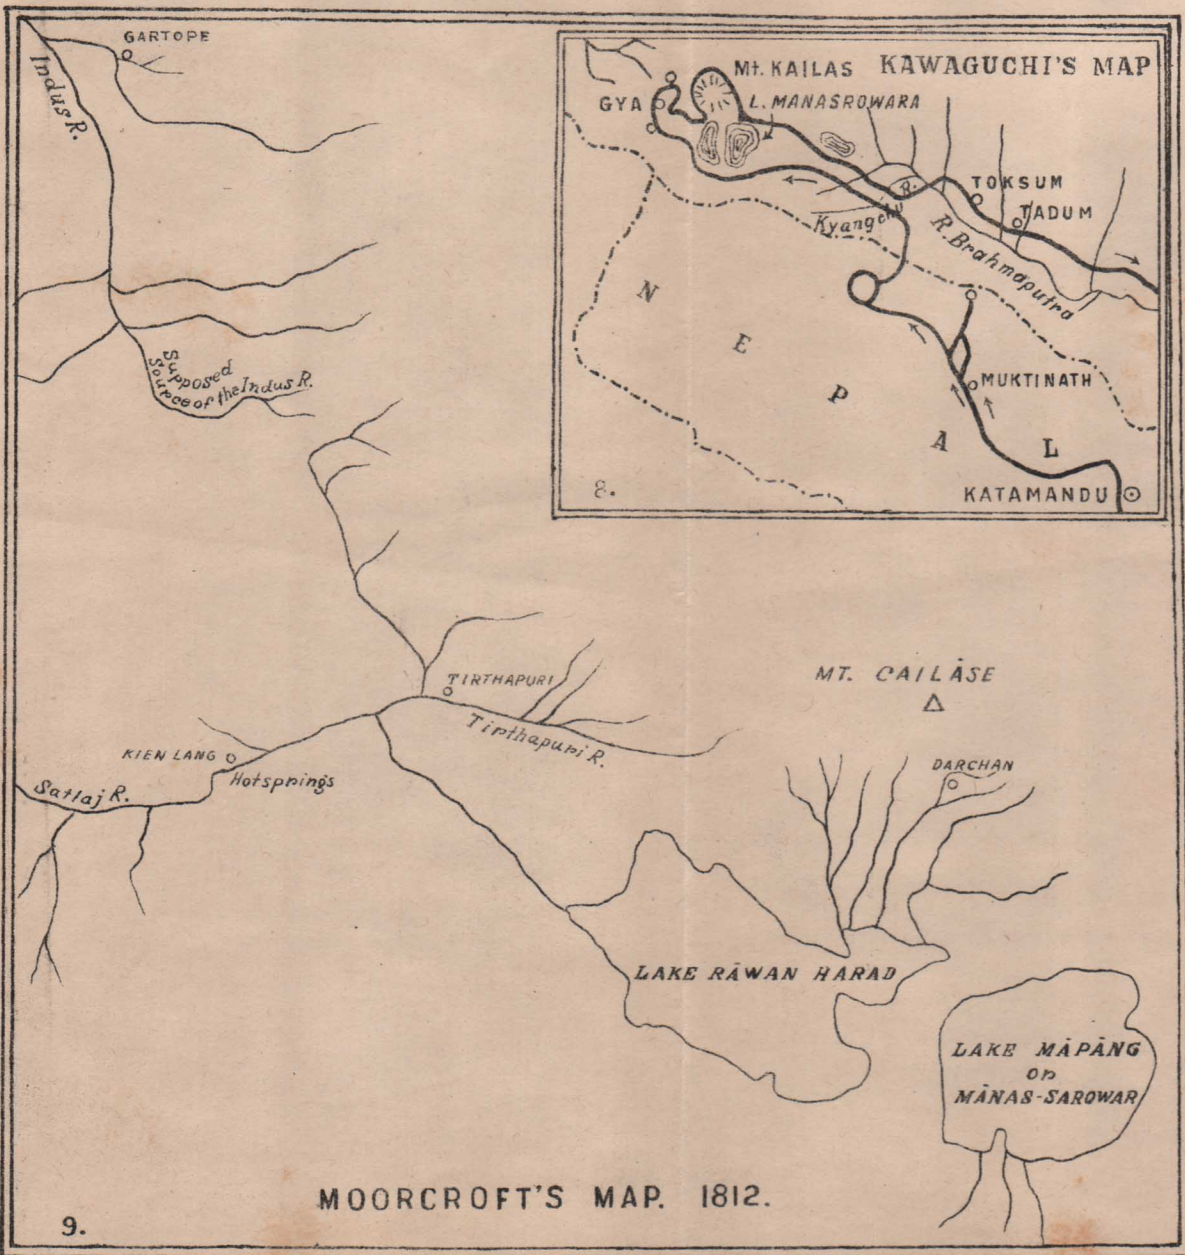 GARTOPE
Indus R.
Mt. KAILAS KAWAGUCHI'S MAP
GYA
L. MANASROWARA
TOKSUM
TADUM
Kyangchu R.
R. Brahmaputra
N E P A L
MUKTINATH
KATAMANDU
8.
Supposed
Source of the Indus R.
MT. CAILĀSE
TIRTHAPURI
Tirthapuri R.
KIEN LANG
Hotsprings
Satlaj R.
DARCHAN
LAKE RĀWAN HARAD
LAKE MĀPĀNG
or
MĀNAS-SAROWAR
MOORCROFT'S MAP. 1812.
9.